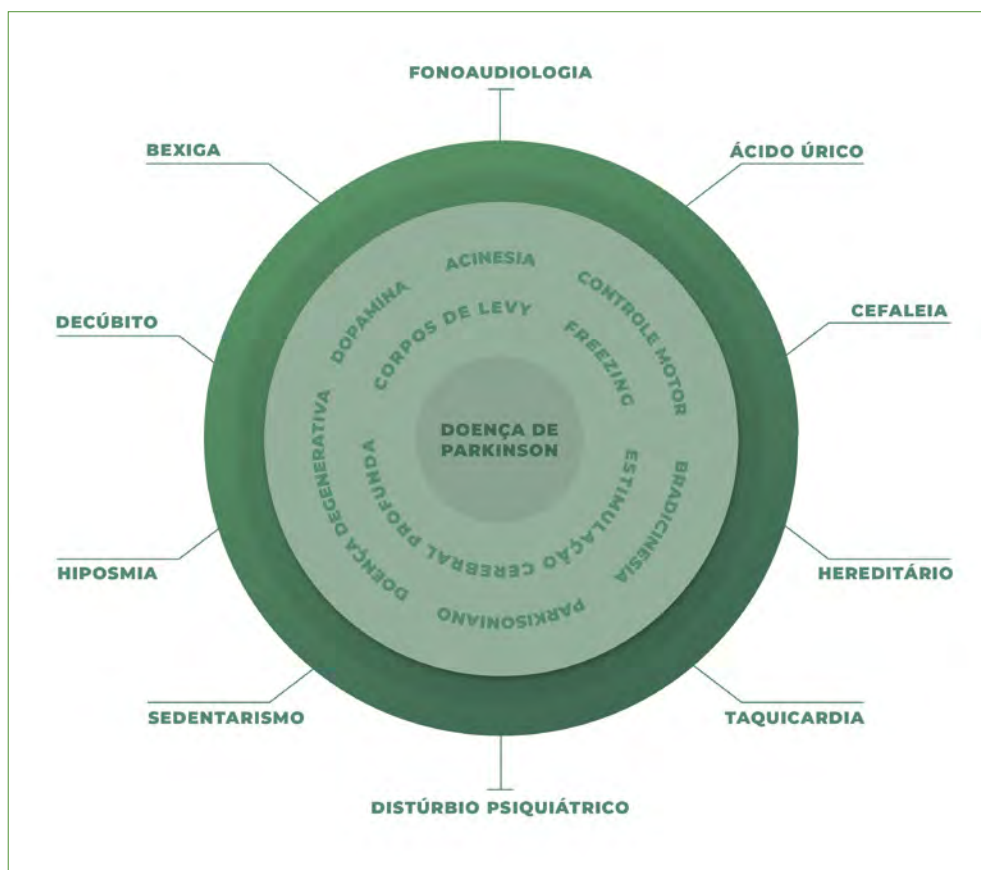 FONOAUDIOLOGIA
BEXIGA
ÁCIDO ÚRICO
DECÚBITO
CEFALEIA
ACINESIA
DOPAMINA
CONTROLE MOTOR
CORPOS DE LEVY
FREEZING
DOENÇA DE
PARKINSON
DOENÇA DEGENERATIVA
ESTIMULAÇÃO CEREBRAL PROFUNDA
BRADICINESIA
PARKISONIANO
HIPOSMIA
HEREDITÁRIO
SEDENTARISMO
TAQUICARDIA
DISTÚRBIO PSIQUIÁTRICO